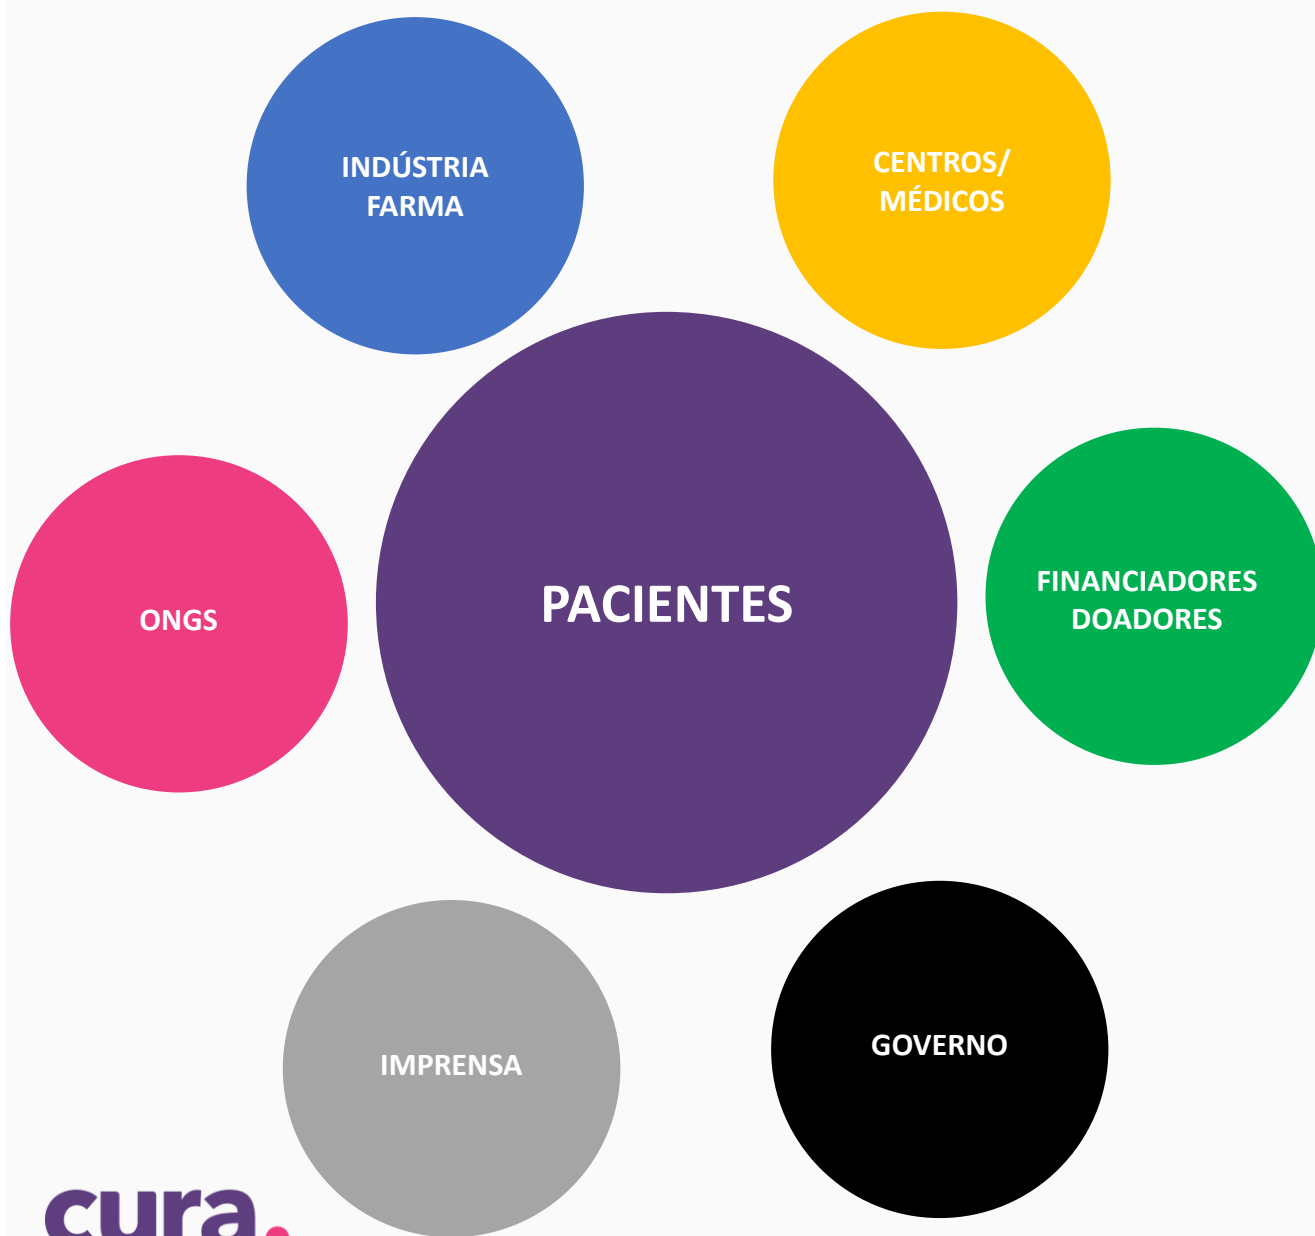 INDÚSTRIA
FARMA
CENTROS/
MÉDICOS
PACIENTES
ONGS
FINANCIADORES
DOADORES
IMPRENSA
GOVERNO
cura.